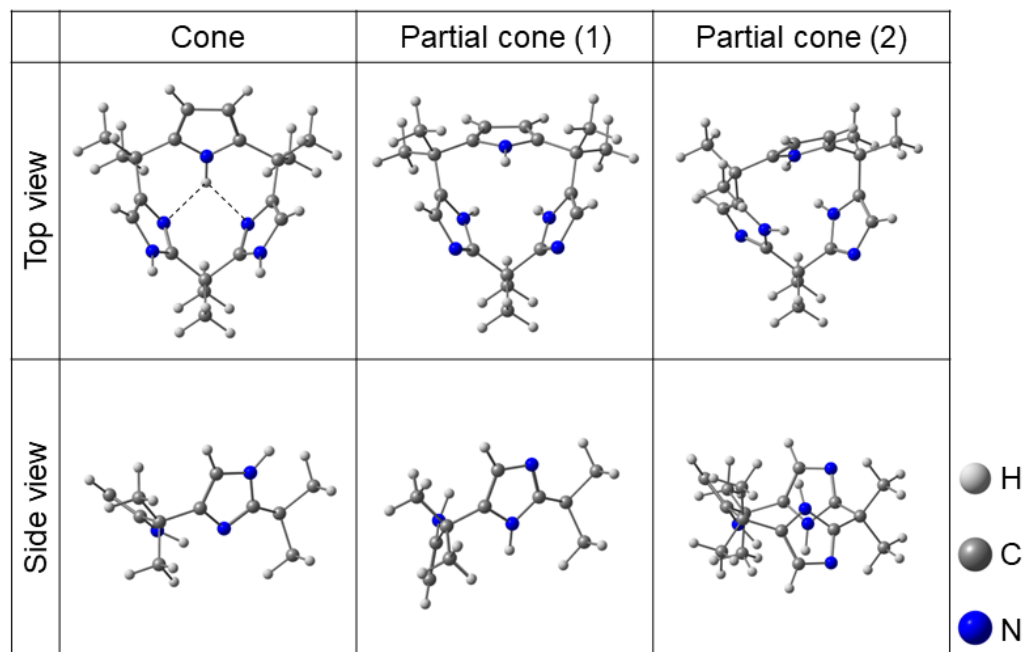 Cone
Partial cone (1)
Partial cone (2)
Top view
Side view
H
C
N